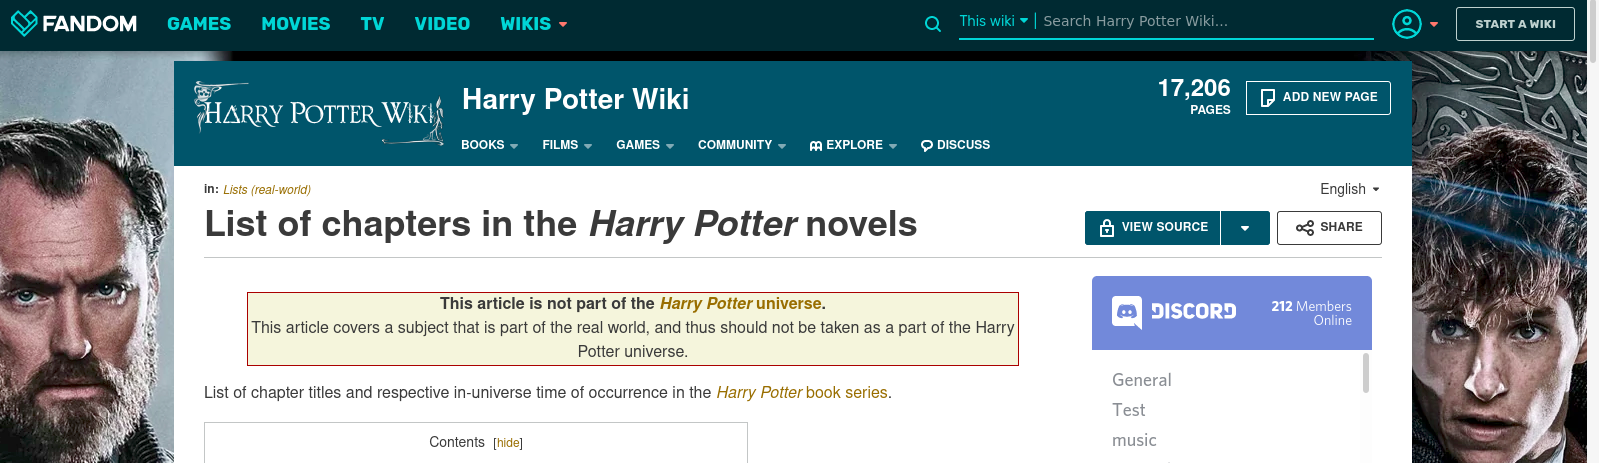 FANDOM GAMES MOVIES TV VIDEO WIKIS This wiki Search Harry Potter Wiki... START A WIKI
HARRY POTTER WIKI Harry Potter Wiki 17,206 PAGES ADD NEW PAGE
BOOKS FILMS GAMES COMMUNITY EXPLORE DISCUSS
in: Lists (real-world) English
List of chapters in the Harry Potter novels VIEW SOURCE SHARE
This article is not part of the Harry Potter universe.
This article covers a subject that is part of the real world, and thus should not be taken as a part of the Harry
Potter universe.
List of chapter titles and respective in-universe time of occurrence in the Harry Potter book series.
Contents [hide]
DISCORD 212 Members
Online
General
Test
music